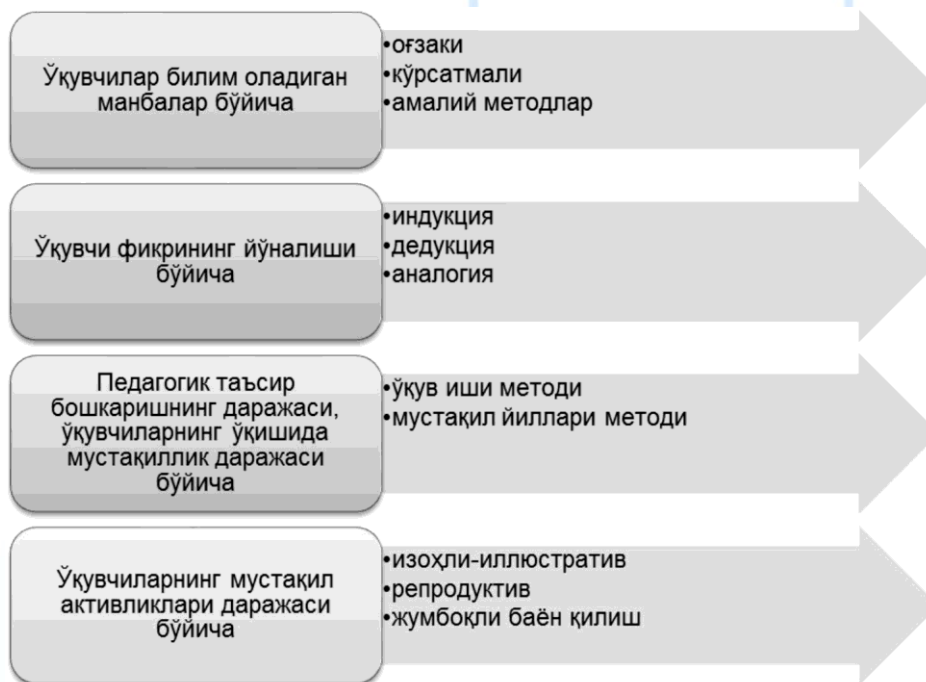 Ўқувчилар билим оладиган
манбалар бўйича
•оғзаки
•кўрсатмали
•амалий методлар
Ўқувчи фикрининг йўналиши
бўйича
•индукция
•дедукция
•аналогия
Педагогик таъсир
бошкаришнинг даражаси,
ўқувчиларнинг ўқишида
мустақиллик даражаси
бўйича
•ўқув иши методи
•мустақил йиллари методи
Ўқувчиларнинг мустақил
активликлари даражаси
бўйича
•изоҳли-иллюстратив
•репродуктив
•жумбоқли баён қилиш